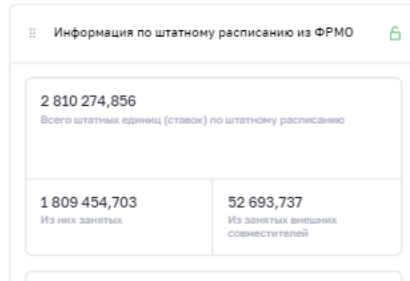 Информация по штатному расписанию из ФРМО
2 810 274,856
Всего штатных единиц (ставок) по штатному расписанию
1 809 454,703
Из них занятых
52 693,737
Из занятых внешних
совместителей